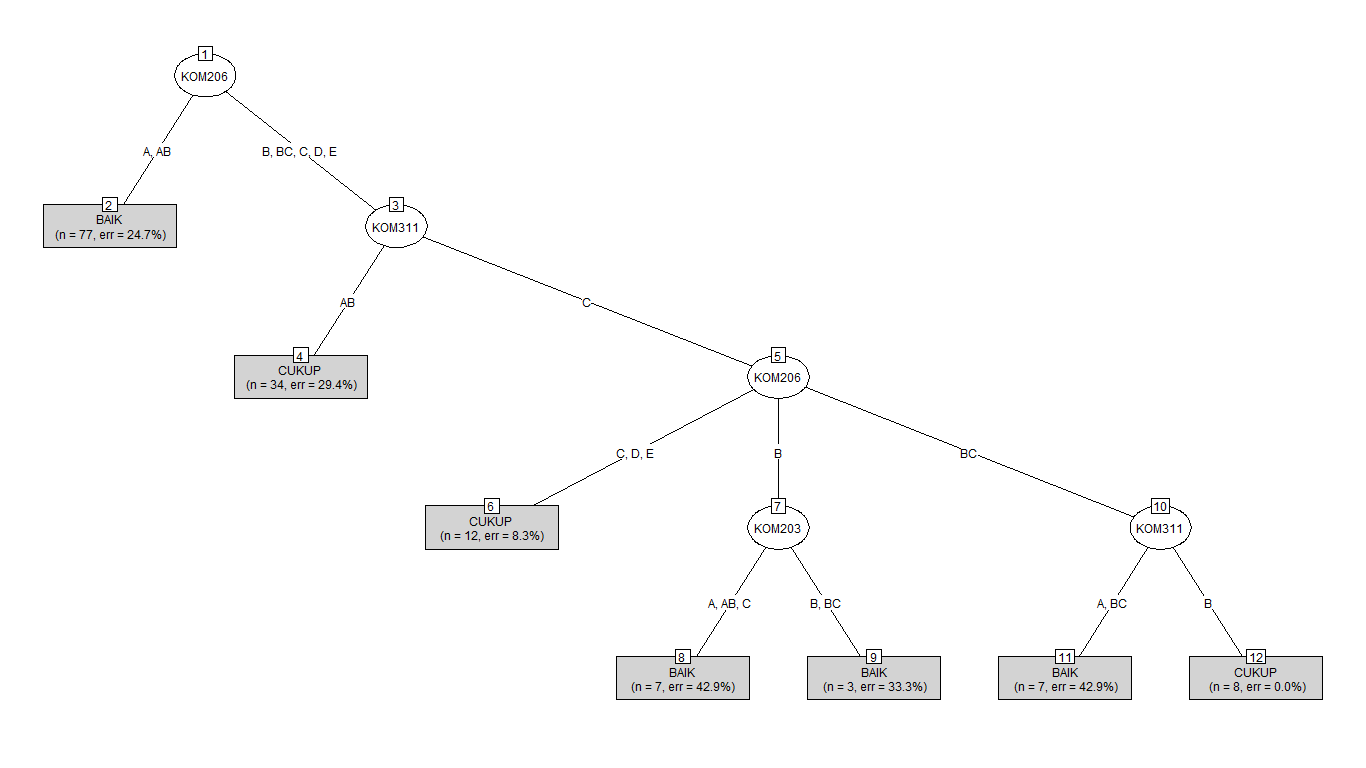 1
KOM206
A, AB
B, BC, C, D, E
2
BAIK
(n = 77, err = 24.7%)
3
KOM311
AB
C
4
CUKUP
(n = 34, err = 29.4%)
5
KOM206
C, D, E
B
BC
6
CUKUP
(n = 12, err = 8.3%)
7
KOM203
10
KOM311
A, AB, C
B, BC
A, BC
B
8
BAIK
(n = 7, err = 42.9%)
9
BAIK
(n = 3, err = 33.3%)
11
BAIK
(n = 7, err = 42.9%)
12
CUKUP
(n = 8, err = 0.0%)